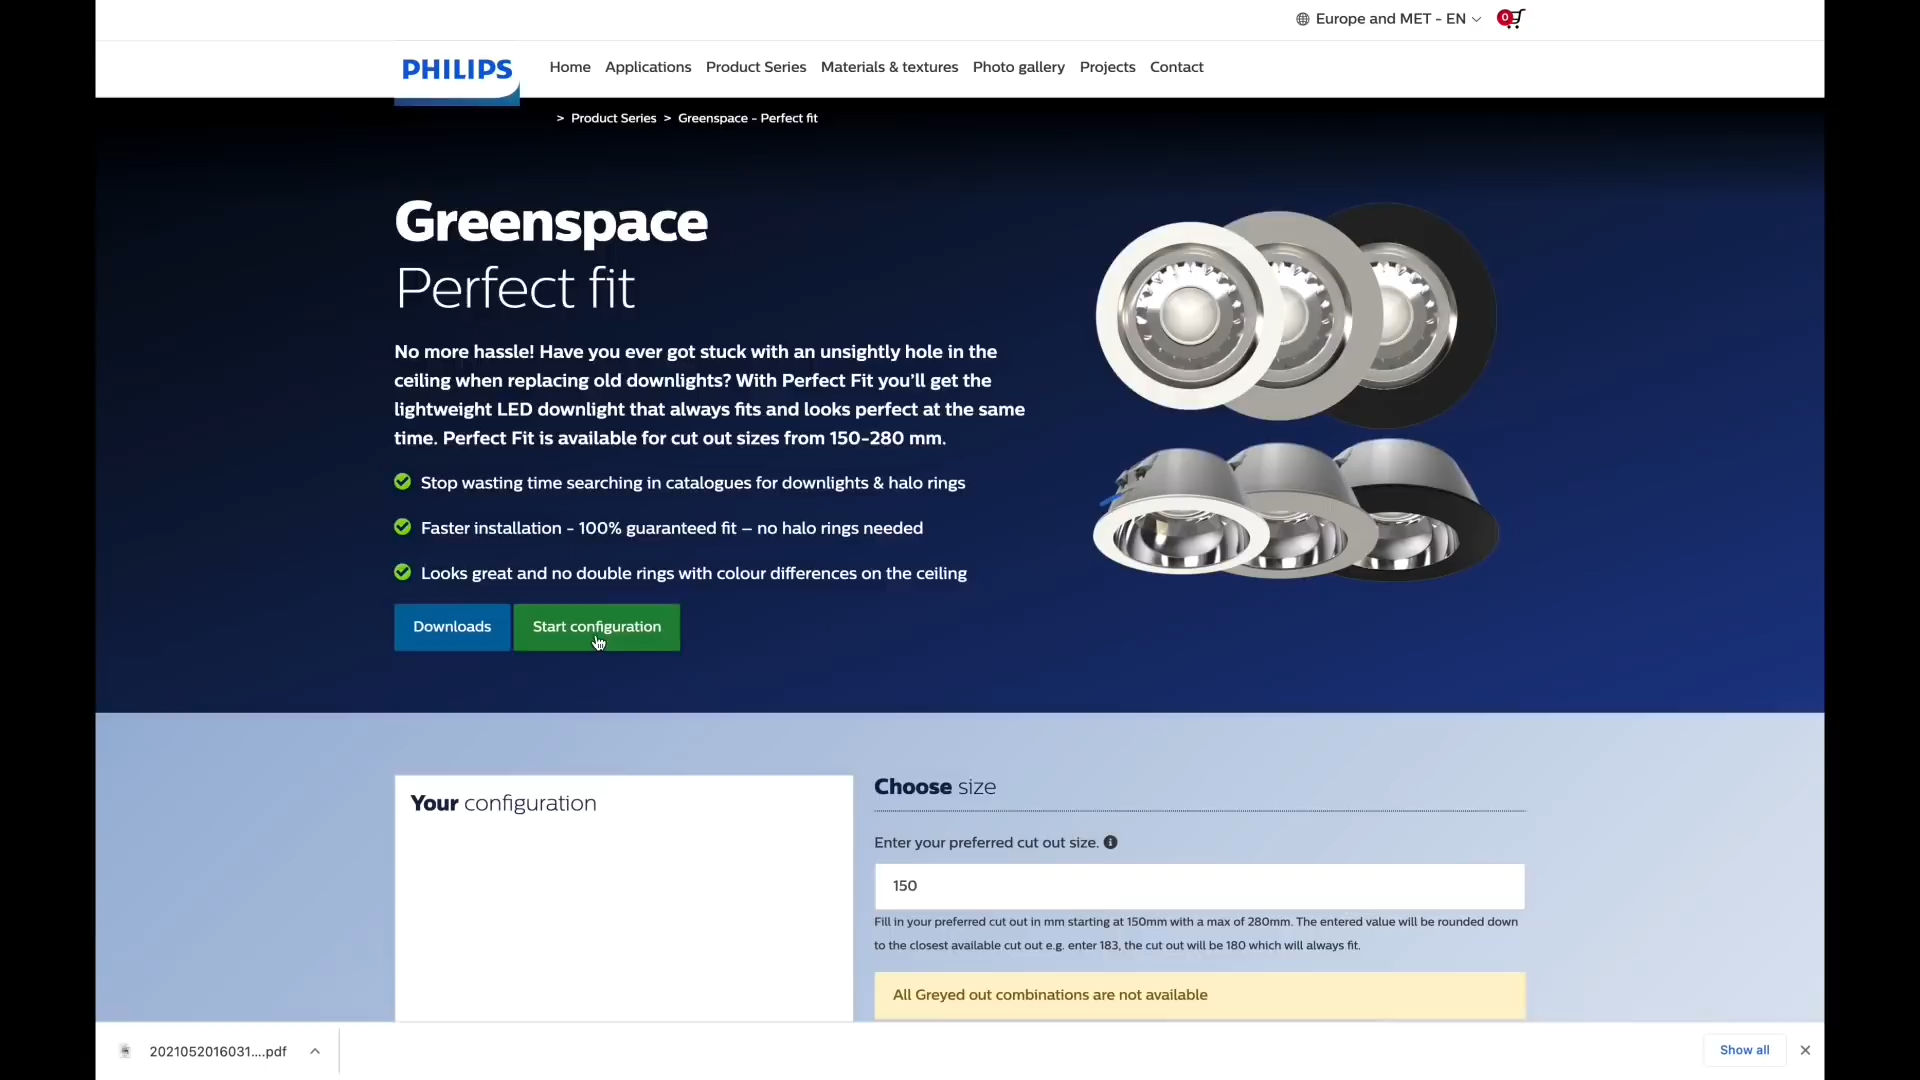 Europe and MET - EN
0
PHILIPS
Home Applications Product Series Materials & textures Photo gallery Projects Contact
> Product Series > Greenspace - Perfect fit
Greenspace
Perfect fit
No more hassle! Have you ever got stuck with an unsightly hole in the
ceiling when replacing old downlights? With Perfect Fit you’ll get the
lightweight LED downlight that always fits and looks perfect at the same
time. Perfect Fit is available for cut out sizes from 150-280 mm.
Stop wasting time searching in catalogues for downlights & halo rings
Faster installation - 100% guaranteed fit – no halo rings needed
Looks great and no double rings with colour differences on the ceiling
Downloads Start configuration
Your configuration
Choose size
Enter your preferred cut out size.
150
Fill in your preferred cut out in mm starting at 150mm with a max of 280mm. The entered value will be rounded down
to the closest available cut out e.g. enter 183, the cut out will be 180 which will always fit.
All Greyed out combinations are not available
2021052016031....pdf
Show all